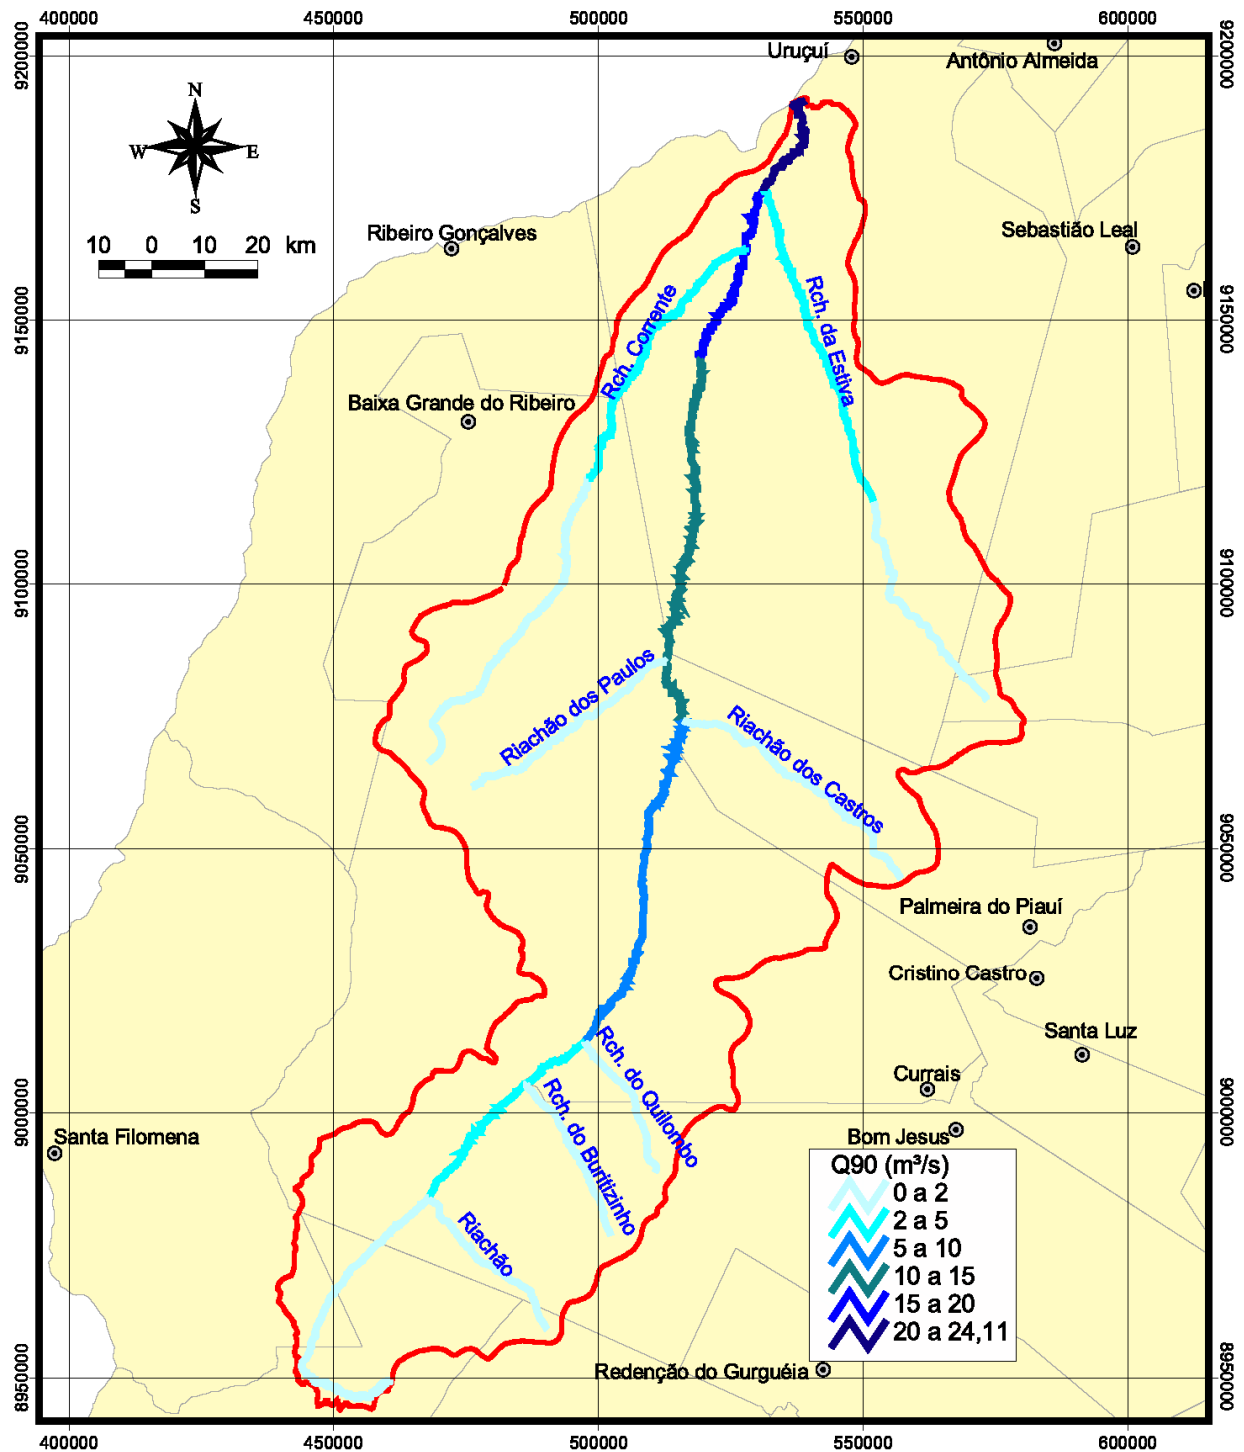 400000 450000 500000 550000 600000
9200000
9200000
Uruçuí
Antônio Almeida
N
W E
S
Ribeiro Gonçalves
Sebastião Leal
10 0 10 20 km
Rch. Corrente
Rch. da Estiva
9150000
9150000
Baixa Grande do Ribeiro
9100000
9100000
Riachão dos Paulos
Riachão dos Castros
9050000
9050000
Palmeira do Piauí
Cristino Castro
Santa Luz
Rch. do Quilombo
Currais
Rch. do Buritizinho
9000000
9000000
Santa Filomena
Bom Jesus
Riachão
Q90 (m³/s)
0 a 2
2 a 5
5 a 10
10 a 15
15 a 20
20 a 24,11
Redenção do Gurguéia
8950000
8950000
400000 450000 500000 550000 600000